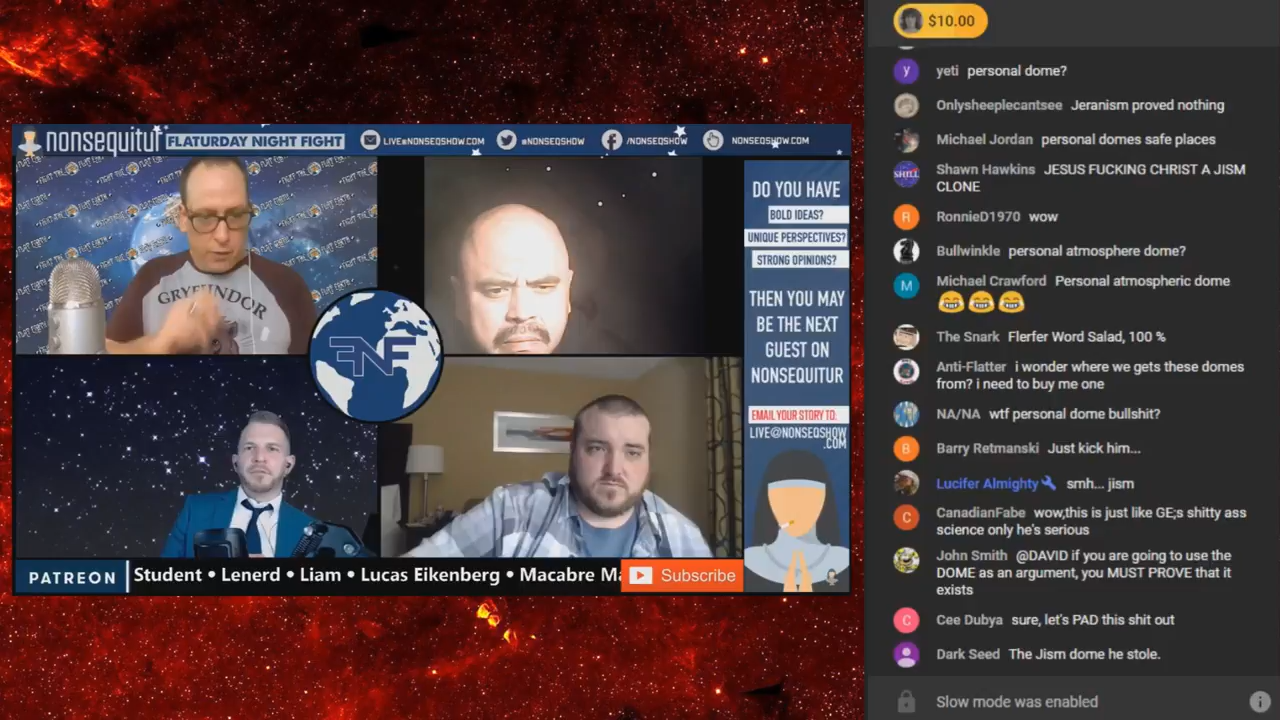 nonsequitur FLATURDAY NIGHT FIGHT LIVE@NONSEQSHOW.COM @NONSEQSHOW /NONSEQSHOW NONSEQSHOW.COM
GRYFFINDOR
FNF
DO YOU HAVE
BOLD IDEAS?
UNIQUE PERSPECTIVES?
STRONG OPINIONS?
THEN YOU MAY
BE THE NEXT
GUEST ON
NONSEQUITUR
EMAIL YOUR STORY TO:
LIVE@NONSEQSHOW
.COM
PATREON Student • Lenerd • Liam • Lucas Eikenberg • Macabre Ma
Subscribe
$10.00
y yeti personal dome?
Onlysheeplecantsee Jeranism proved nothing
Michael Jordan personal domes safe places
SHILL Shawn Hawkins JESUS FUCKING CHRIST A JISM
CLONE
R RonnieD1970 wow
Bullwinkle personal atmosphere dome?
M Michael Crawford Personal atmospheric dome
😂 😂 😂
The Snark Flerfer Word Salad, 100 %
Anti-Flatter i wonder where we gets these domes
from? i need to buy me one
NA/NA wtf personal dome bullshit?
B Barry Retmanski Just kick him...
Lucifer Almighty smh... jism
C CanadianFabe wow,this is just like GE;s shitty ass
science only he's serious
John Smith @DAVID if you are going to use the
DOME as an argument, you MUST PROVE that it
exists
C Cee Dubya sure, let's PAD this shit out
Dark Seed The Jism dome he stole.
Slow mode was enabled